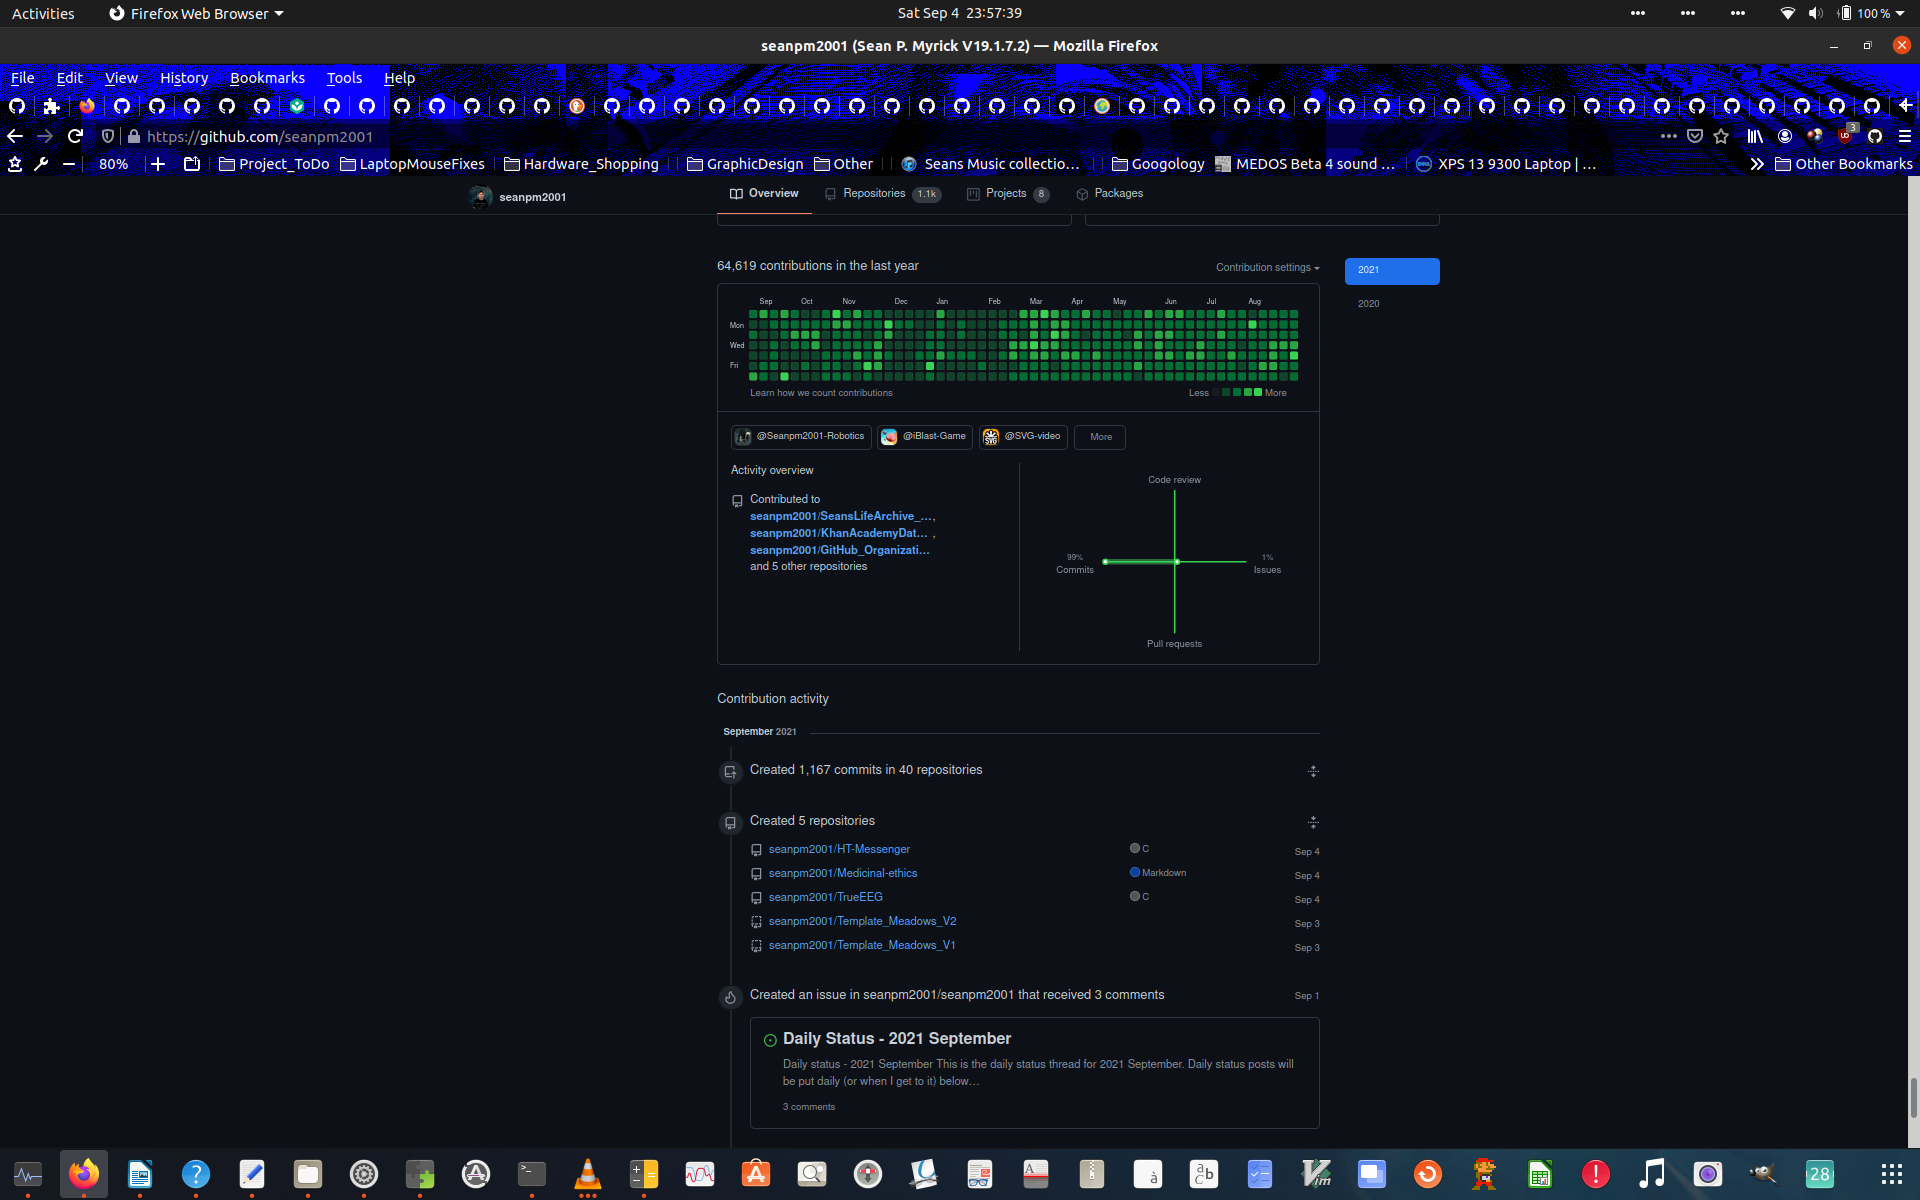 Activities
Firefox Web Browser
Sat Sep 4 23:57:39
100 %
seanpm2001 (Sean P. Myrick V19.1.7.2) — Mozilla Firefox
File Edit View History Bookmarks Tools Help
https://github.com/seanpm2001
3
80%
Project_ToDo
LaptopMouseFixes
Hardware_Shopping
GraphicDesign
Other
Seans Music collectio…
Googology
MEDOS Beta 4 sound …
XPS 13 9300 Laptop | …
Other Bookmarks
seanpm2001
Overview
Repositories 1.1k
Projects 8
Packages
64,619 contributions in the last year
Contribution settings
2021
2020
Sep Oct Nov Dec Jan Feb Mar Apr May Jun Jul Aug
Mon
Wed
Fri
Learn how we count contributions
Less More
@Seanpm2001-Robotics
@iBlast-Game
SVG
@SVG-video
More
Activity overview
Contributed to
seanpm2001/SeansLifeArchive_…,
seanpm2001/KhanAcademyDat… ,
seanpm2001/GitHub_Organizati…
and 5 other repositories
Code review
99%
Commits
1%
Issues
Pull requests
Contribution activity
September 2021
Created 1,167 commits in 40 repositories
Created 5 repositories
seanpm2001/HT-Messenger C Sep 4
seanpm2001/Medicinal-ethics Markdown Sep 4
seanpm2001/TrueEEG C Sep 4
seanpm2001/Template_Meadows_V2 Sep 3
seanpm2001/Template_Meadows_V1 Sep 3
Created an issue in seanpm2001/seanpm2001 that received 3 comments Sep 1
Daily Status - 2021 September
Daily status - 2021 September This is the daily status thread for 2021 September. Daily status posts will
be put daily (or when I get to it) below…
3 comments
28